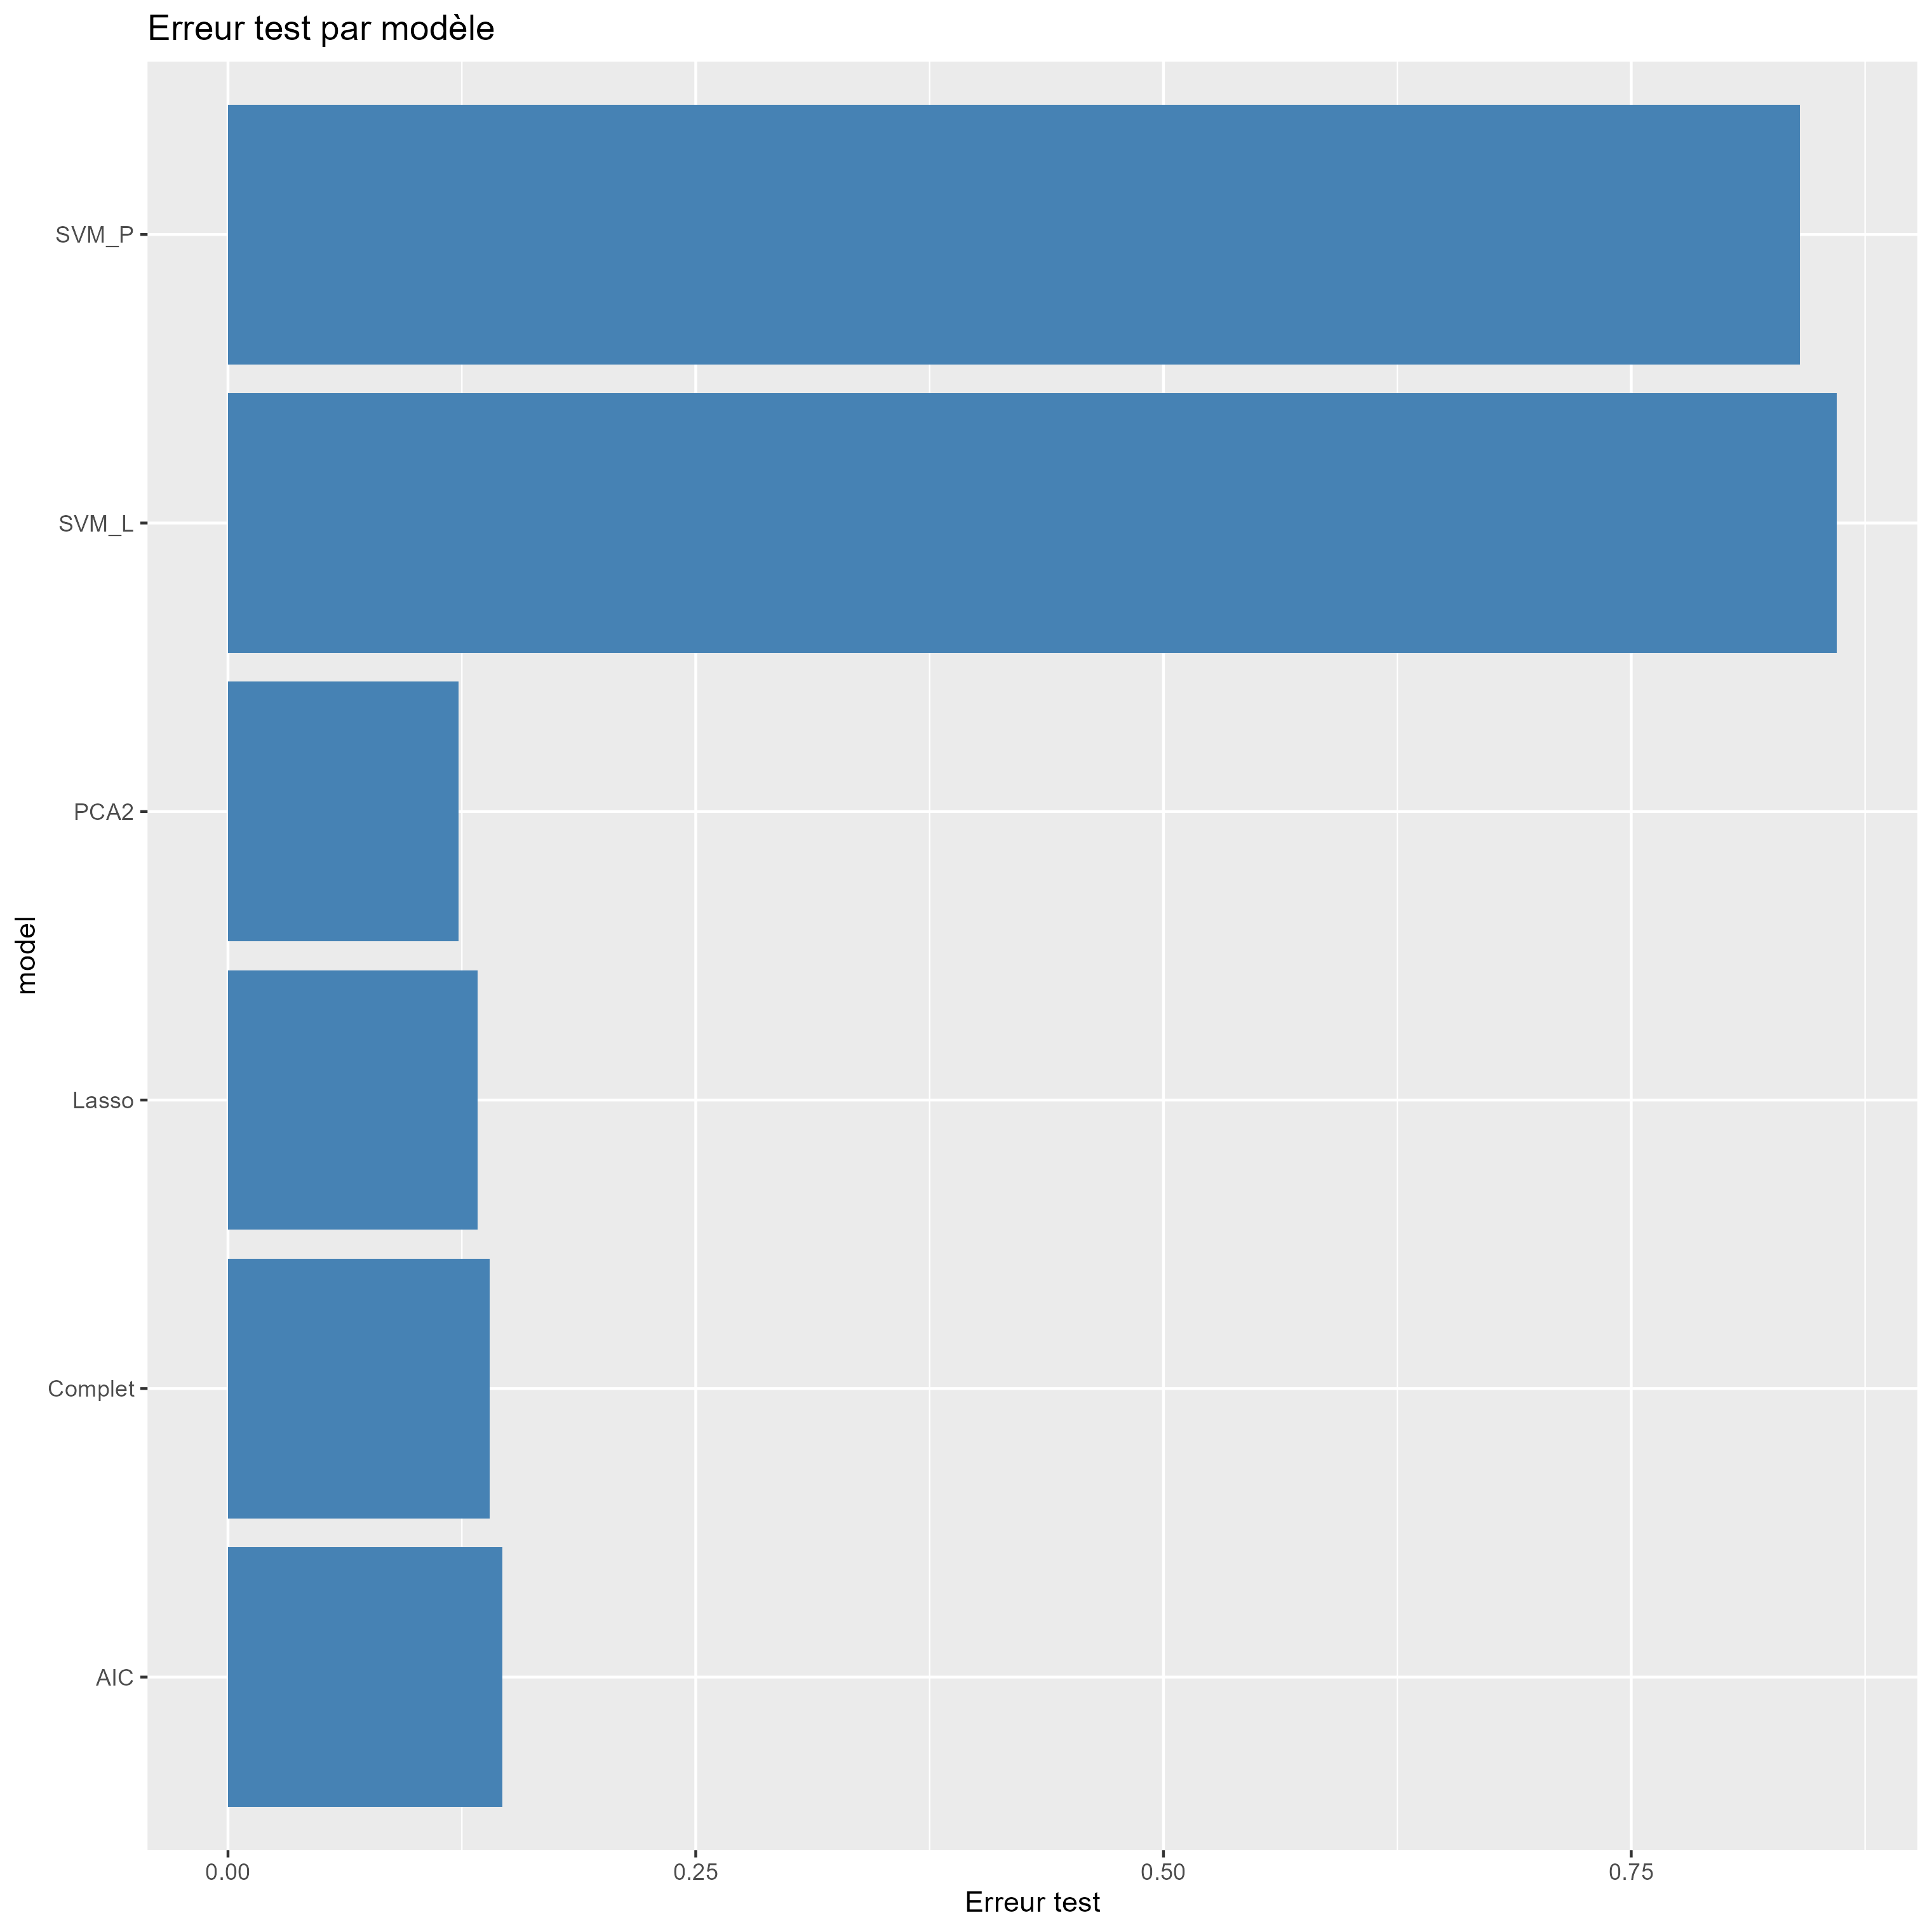 Erreur test par modèle
SVM_P
SVM_L
PCA2
Lasso
Complet
AIC
model
0.00
0.25
0.50
0.75
Erreur test